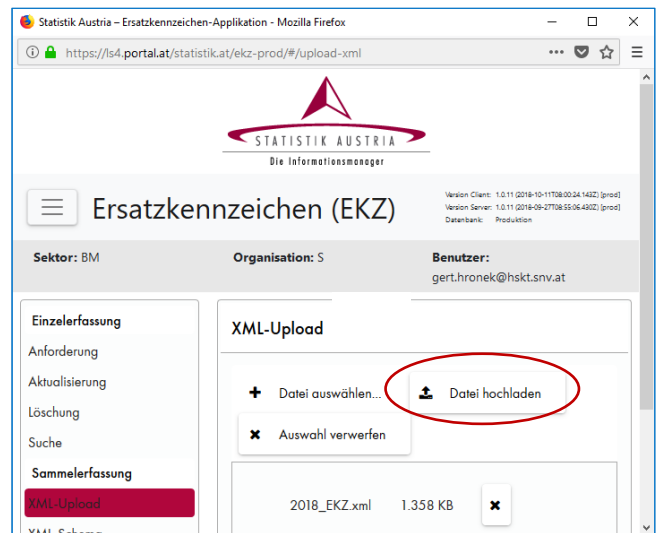 Statistik Austria – Ersatzkennzeichen-Applikation - Mozilla Firefox
https://ls4.portal.at/statistik.at/ekz-prod/#/upload-xml
STATISTIK AUSTRIA
Die Informationsmanager
Ersatzkennzeichen (EKZ)
Version Client: 1.0.11 (2018-10-11T08:00:24.143Z) [prod]
Version Server: 1.0.11 (2018-09-27T08:55:06.430Z) [prod]
Datenbank: Produktion
Sektor: BM Organisation: S Benutzer:
gert.hronek@hskt.snv.at
Einzelerfassung
Anforderung
Aktualisierung
Löschung
Suche
Sammelerfassung
XML-Upload
XML-Schema
XML-Upload
Datei auswählen... Datei hochladen
Auswahl verwerfen
2018_EKZ.xml 1.358 KB